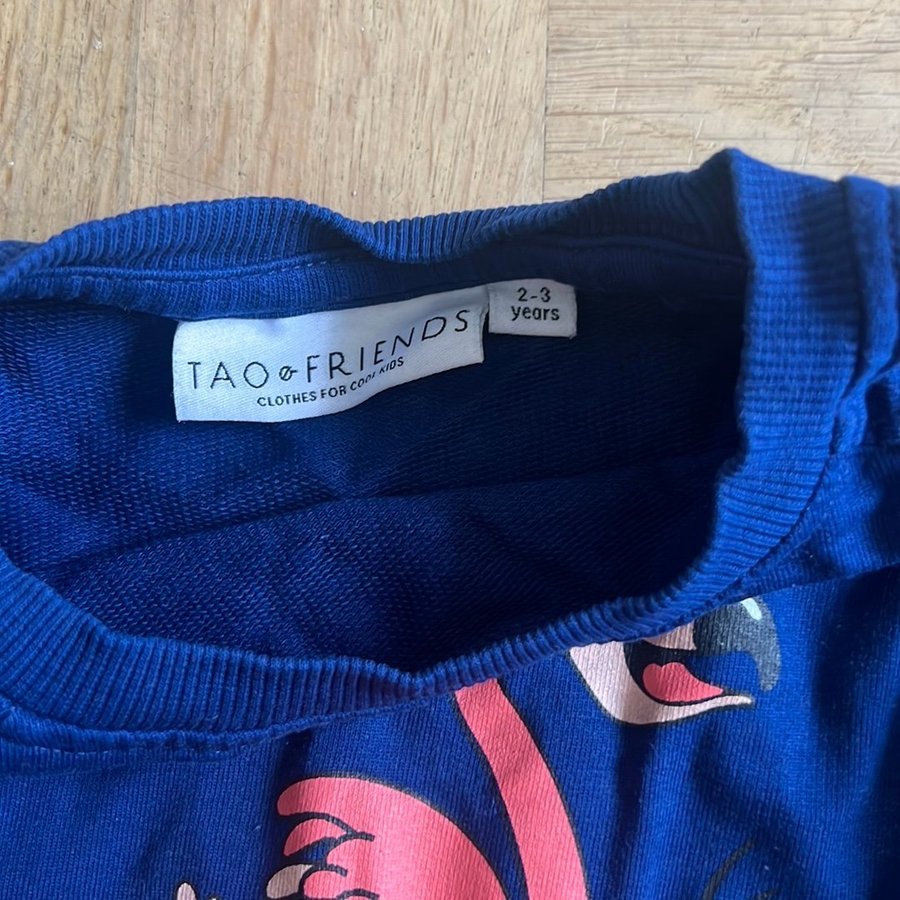 TAO & FRIENDS
CLOTHES FOR COOL KIDS
2-3
years